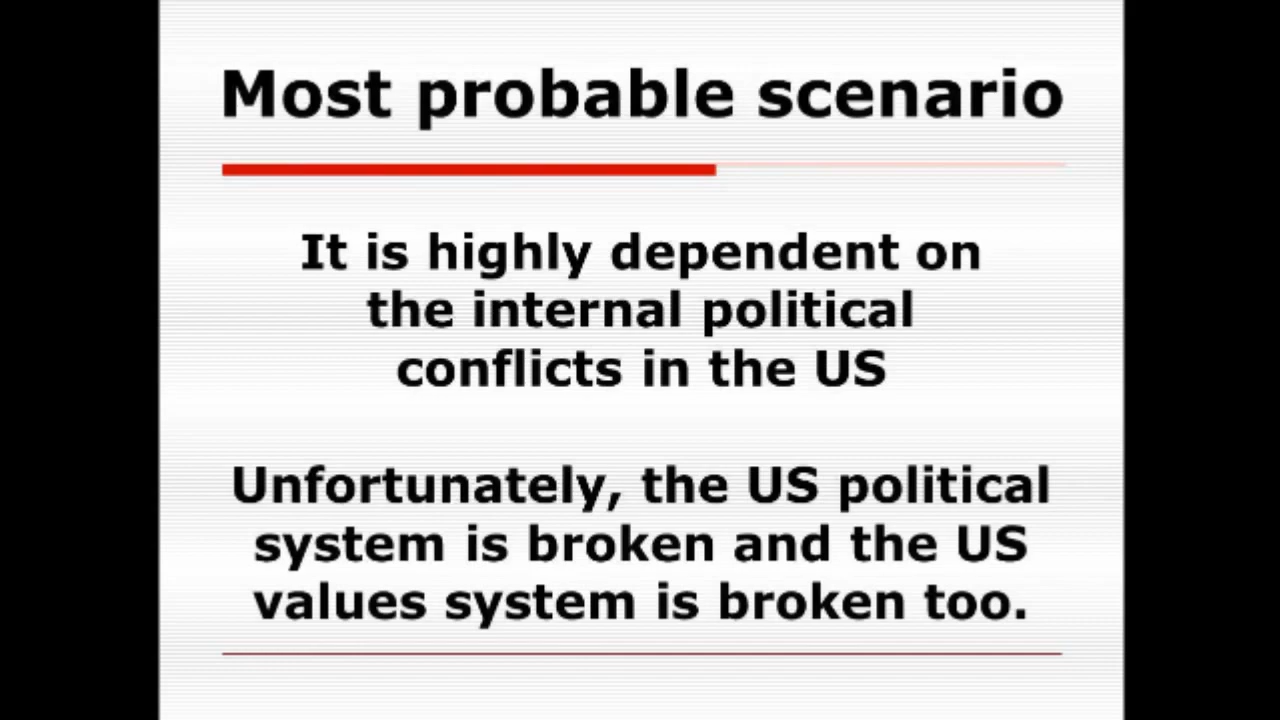 Most probable scenario
It is highly dependent on
the internal political
conflicts in the US
Unfortunately, the US political
system is broken and the US
values system is broken too.